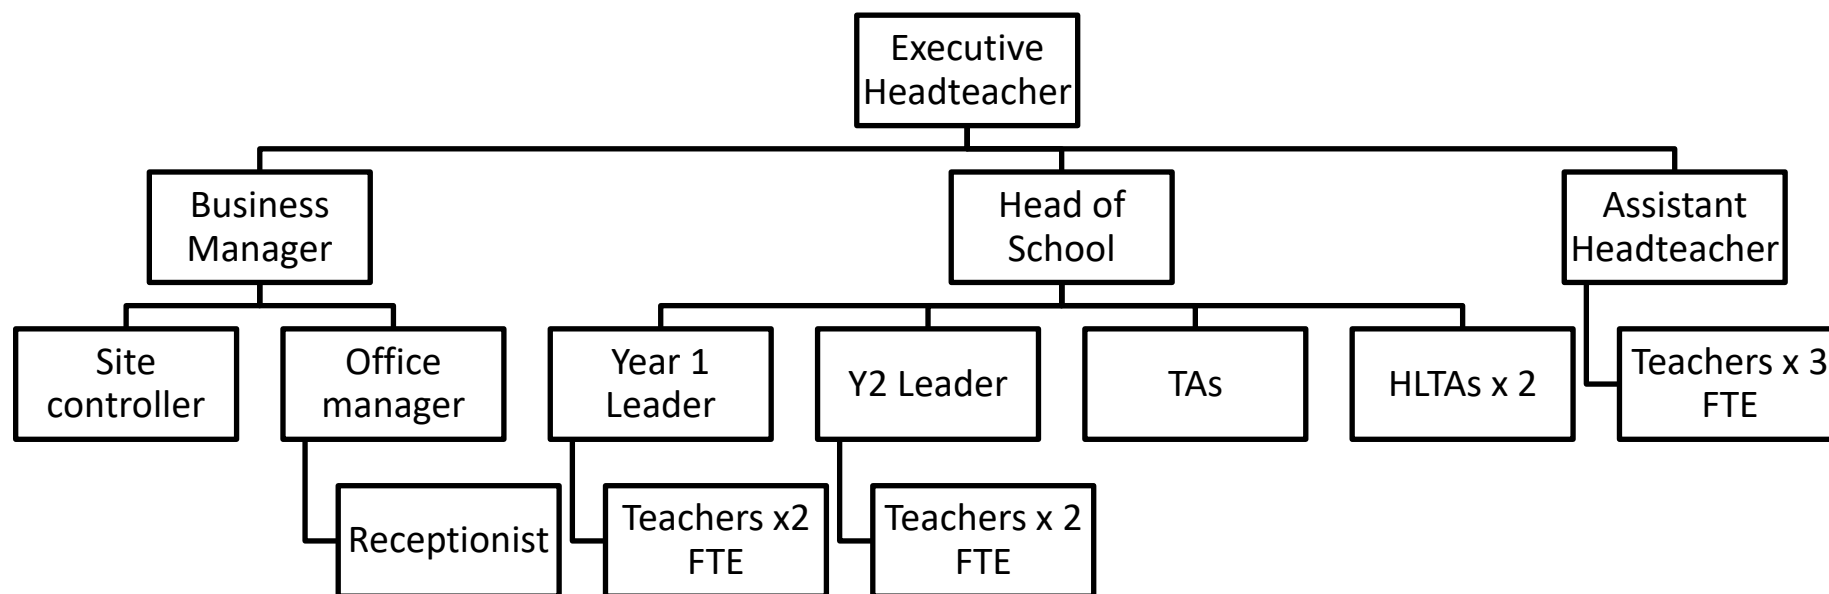 Executive
Headteacher
Business
Manager
Head of
School
Assistant
Headteacher
Site
controller
Office
manager
Year 1
Leader
Y2 Leader
TAs
HLTAs x 2
Teachers x 3
FTE
Receptionist
Teachers x2
FTE
Teachers x 2
FTE